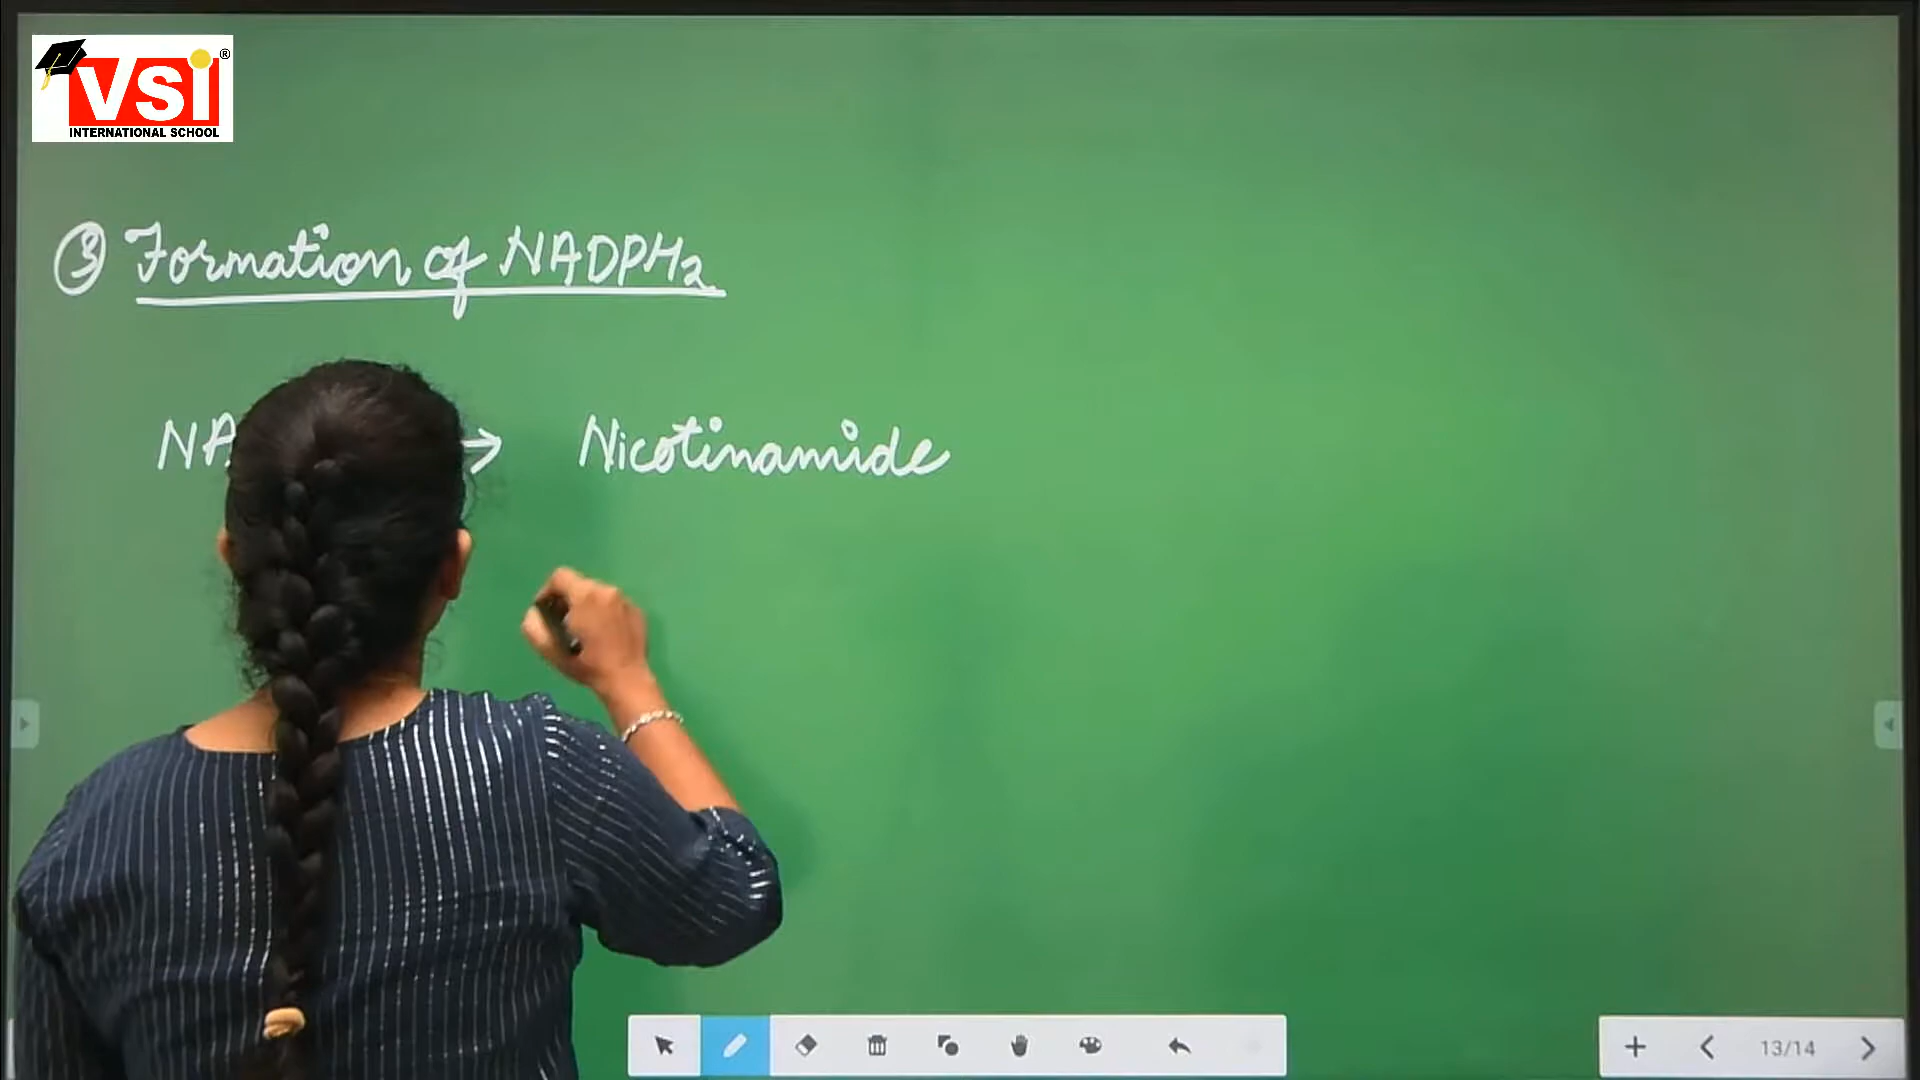 VSI ®
INTERNATIONAL SCHOOL
③ Formation of NADPH₂
NA → Nicotinamide
13/14